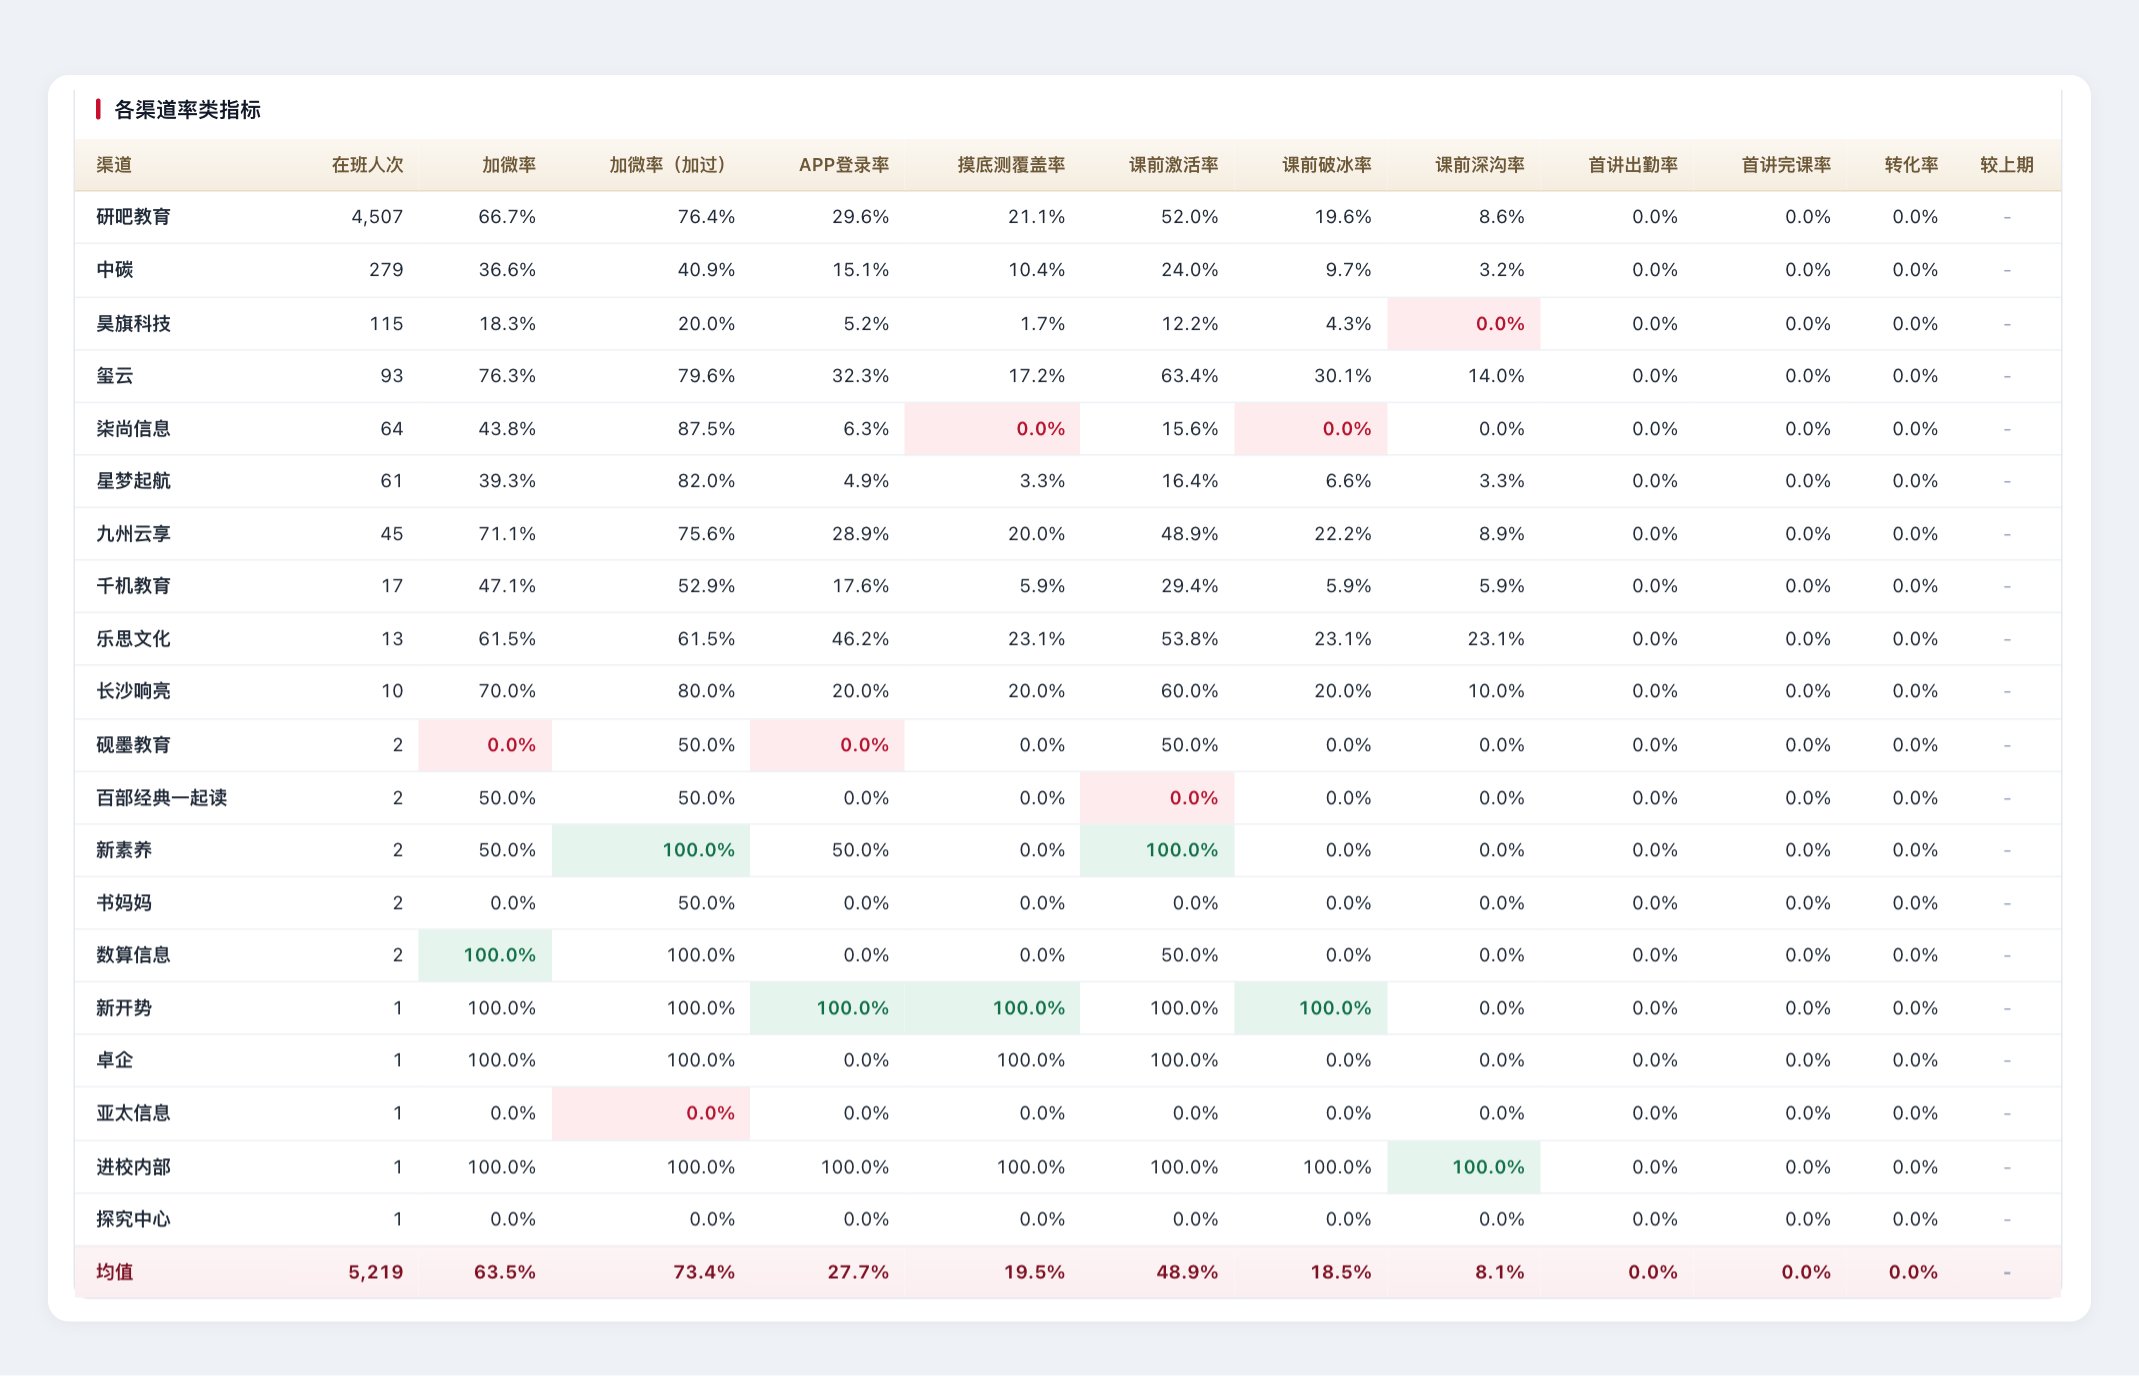 各渠道率类指标
渠道 在班人次 加微率 加微率（加过） APP登录率 摸底测覆盖率 课前激活率 课前破冰率 课前深沟率 首讲出勤率 首讲完课率 转化率 较上期
研吧教育 4,507 66.7% 76.4% 29.6% 21.1% 52.0% 19.6% 8.6% 0.0% 0.0% 0.0% -
中碳 279 36.6% 40.9% 15.1% 10.4% 24.0% 9.7% 3.2% 0.0% 0.0% 0.0% -
昊旗科技 115 18.3% 20.0% 5.2% 1.7% 12.2% 4.3% 0.0% 0.0% 0.0% 0.0% -
玺云 93 76.3% 79.6% 32.3% 17.2% 63.4% 30.1% 14.0% 0.0% 0.0% 0.0% -
柒尚信息 64 43.8% 87.5% 6.3% 0.0% 15.6% 0.0% 0.0% 0.0% 0.0% 0.0% -
星梦起航 61 39.3% 82.0% 4.9% 3.3% 16.4% 6.6% 3.3% 0.0% 0.0% 0.0% -
九州云享 45 71.1% 75.6% 28.9% 20.0% 48.9% 22.2% 8.9% 0.0% 0.0% 0.0% -
千机教育 17 47.1% 52.9% 17.6% 5.9% 29.4% 5.9% 5.9% 0.0% 0.0% 0.0% -
乐思文化 13 61.5% 61.5% 46.2% 23.1% 53.8% 23.1% 23.1% 0.0% 0.0% 0.0% -
长沙响亮 10 70.0% 80.0% 20.0% 20.0% 60.0% 20.0% 10.0% 0.0% 0.0% 0.0% -
砚墨教育 2 0.0% 50.0% 0.0% 0.0% 50.0% 0.0% 0.0% 0.0% 0.0% 0.0% -
百部经典一起读 2 50.0% 50.0% 0.0% 0.0% 0.0% 0.0% 0.0% 0.0% 0.0% 0.0% -
新素养 2 50.0% 100.0% 50.0% 0.0% 100.0% 0.0% 0.0% 0.0% 0.0% 0.0% -
书妈妈 2 0.0% 50.0% 0.0% 0.0% 0.0% 0.0% 0.0% 0.0% 0.0% 0.0% -
数算信息 2 100.0% 100.0% 0.0% 0.0% 50.0% 0.0% 0.0% 0.0% 0.0% 0.0% -
新开势 1 100.0% 100.0% 100.0% 100.0% 100.0% 100.0% 0.0% 0.0% 0.0% 0.0% -
卓企 1 100.0% 100.0% 0.0% 100.0% 100.0% 0.0% 0.0% 0.0% 0.0% 0.0% -
亚太信息 1 0.0% 0.0% 0.0% 0.0% 0.0% 0.0% 0.0% 0.0% 0.0% 0.0% -
进校内部 1 100.0% 100.0% 100.0% 100.0% 100.0% 100.0% 100.0% 0.0% 0.0% 0.0% -
探究中心 1 0.0% 0.0% 0.0% 0.0% 0.0% 0.0% 0.0% 0.0% 0.0% 0.0% -
均值 5,219 63.5% 73.4% 27.7% 19.5% 48.9% 18.5% 8.1% 0.0% 0.0% 0.0% -